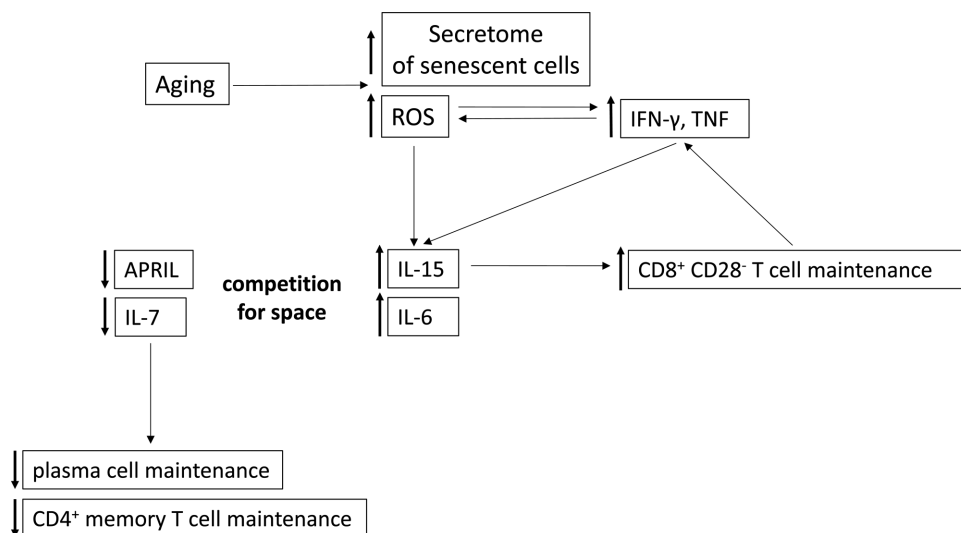 Secretome
of senescent cells
Aging
ROS
IFN-γ, TNF
APRIL
IL-7
competition
for space
IL-15
IL-6
CD8⁺ CD28⁻ T cell maintenance
plasma cell maintenance
CD4⁺ memory T cell maintenance